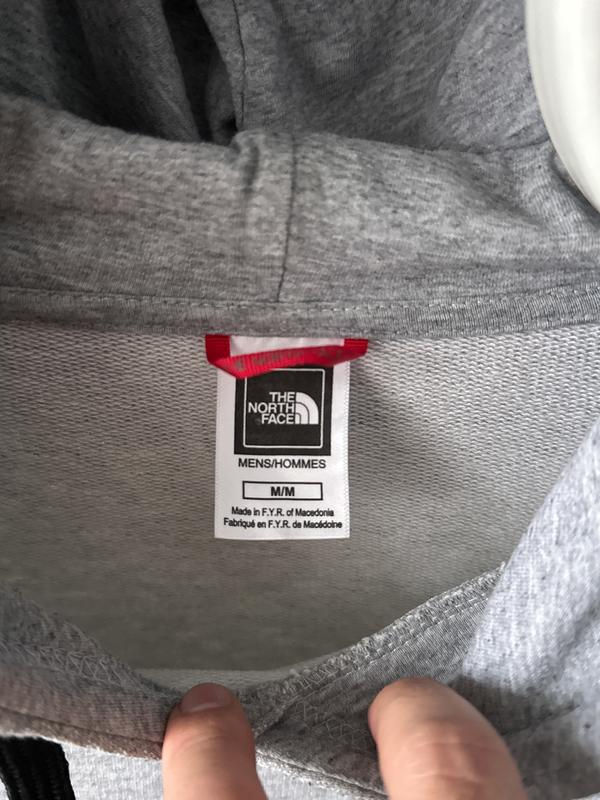 THE
NORTH
FACE
MENS/HOMMES
M/M
Made in F.Y.R. of Macedonia
Fabriqué en F.Y.R. de Macédoine